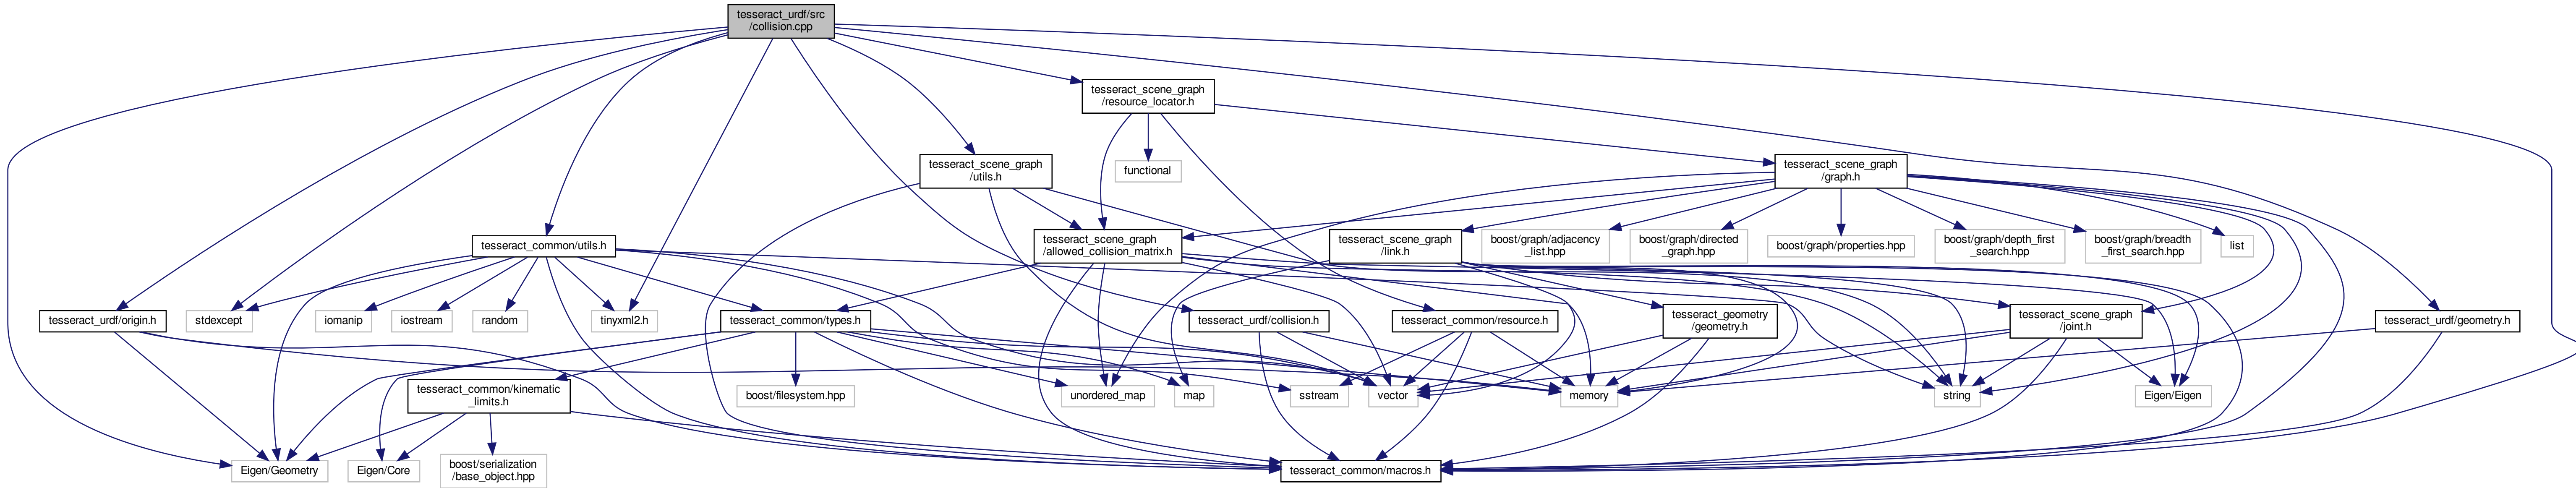 tesseract_urdf/src
/collision.cpp
tesseract_scene_graph
/resource_locator.h
tesseract_scene_graph
/utils.h
functional
tesseract_scene_graph
/graph.h
tesseract_common/utils.h
tesseract_scene_graph
/allowed_collision_matrix.h
tesseract_scene_graph
/link.h
boost/graph/adjacency
_list.hpp
boost/graph/directed
_graph.hpp
boost/graph/properties.hpp
boost/graph/depth_first
_search.hpp
boost/graph/breadth
_first_search.hpp
list
tesseract_urdf/origin.h
stdexcept
iomanip
iostream
random
tinyxml2.h
tesseract_common/types.h
tesseract_urdf/collision.h
tesseract_common/resource.h
tesseract_geometry
/geometry.h
tesseract_scene_graph
/joint.h
tesseract_urdf/geometry.h
tesseract_common/kinematic
_limits.h
boost/filesystem.hpp
unordered_map
map
sstream
vector
memory
string
Eigen/Eigen
Eigen/Geometry
Eigen/Core
boost/serialization
/base_object.hpp
tesseract_common/macros.h